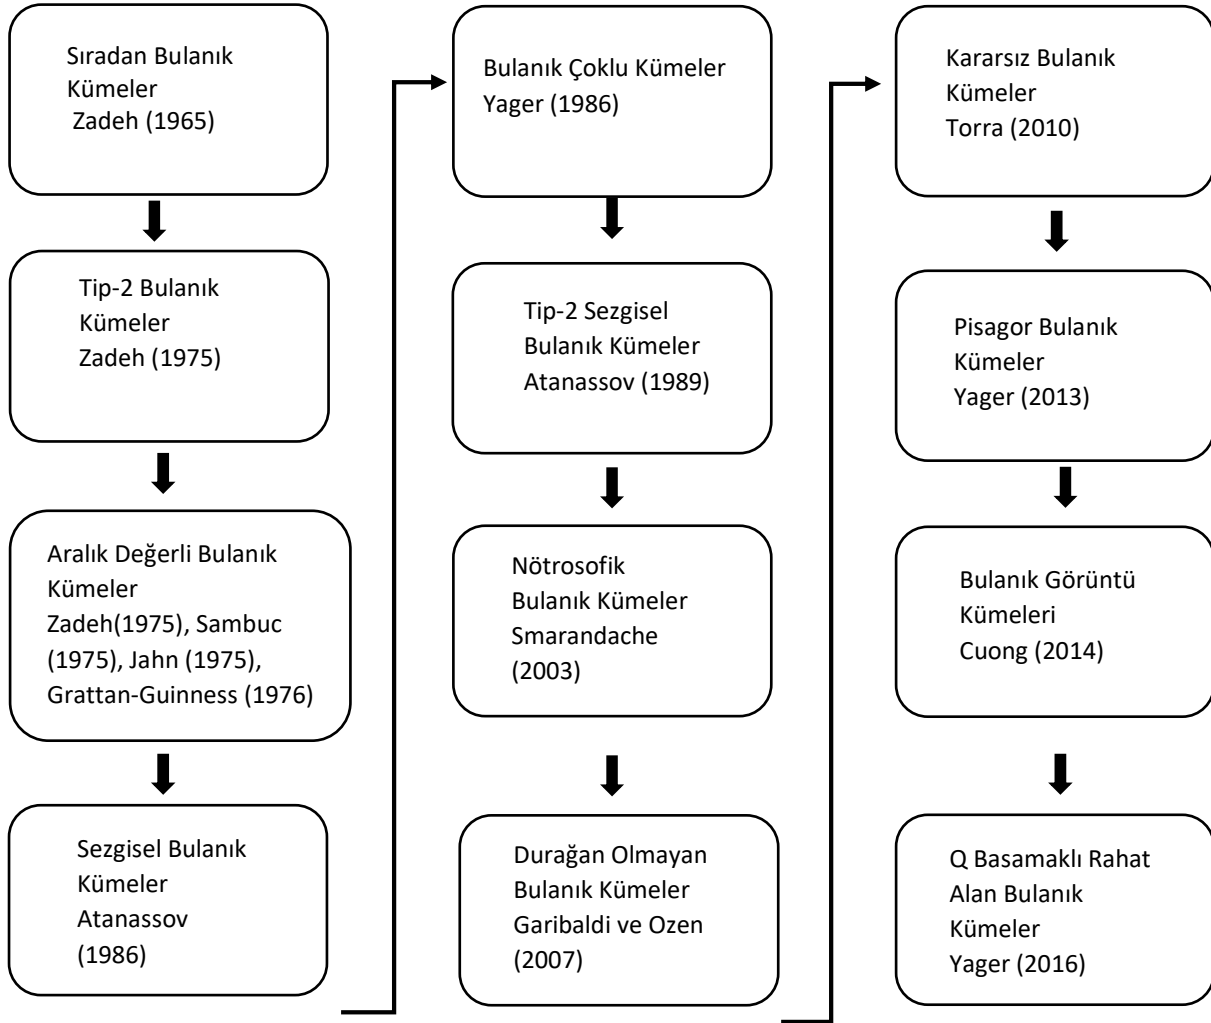 Sıradan Bulanık
Kümeler
Zadeh (1965)
Tip-2 Bulanık
Kümeler
Zadeh (1975)
Aralık Değerli Bulanık
Kümeler
Zadeh(1975), Sambuc
(1975), Jahn (1975),
Grattan-Guinness (1976)
Sezgisel Bulanık
Kümeler
Atanassov
(1986)
Bulanık Çoklu Kümeler
Yager (1986)
Tip-2 Sezgisel
Bulanık Kümeler
Atanassov (1989)
Nötrosofik
Bulanık Kümeler
Smarandache
(2003)
Durağan Olmayan
Bulanık Kümeler
Garibaldi ve Ozen
(2007)
Kararsız Bulanık
Kümeler
Torra (2010)
Pisagor Bulanık
Kümeler
Yager (2013)
Bulanık Görüntü
Kümeleri
Cuong (2014)
Q Basamaklı Rahat
Alan Bulanık
Kümeler
Yager (2016)